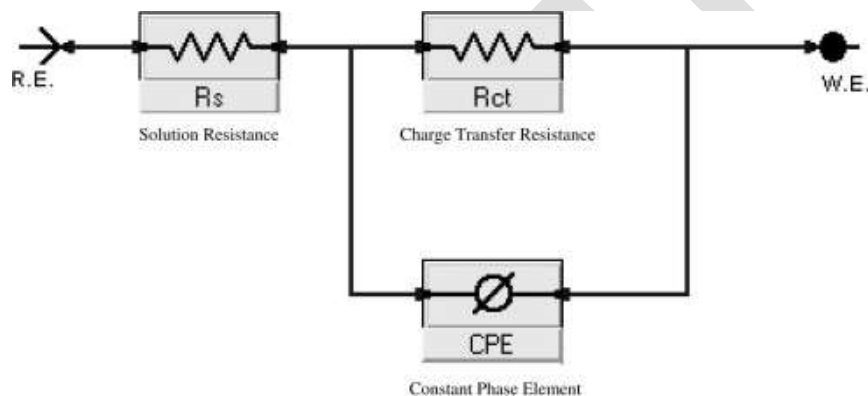 R.E.
Rs
Solution Resistance
Rct
Charge Transfer Resistance
W.E.
CPE
Constant Phase Element